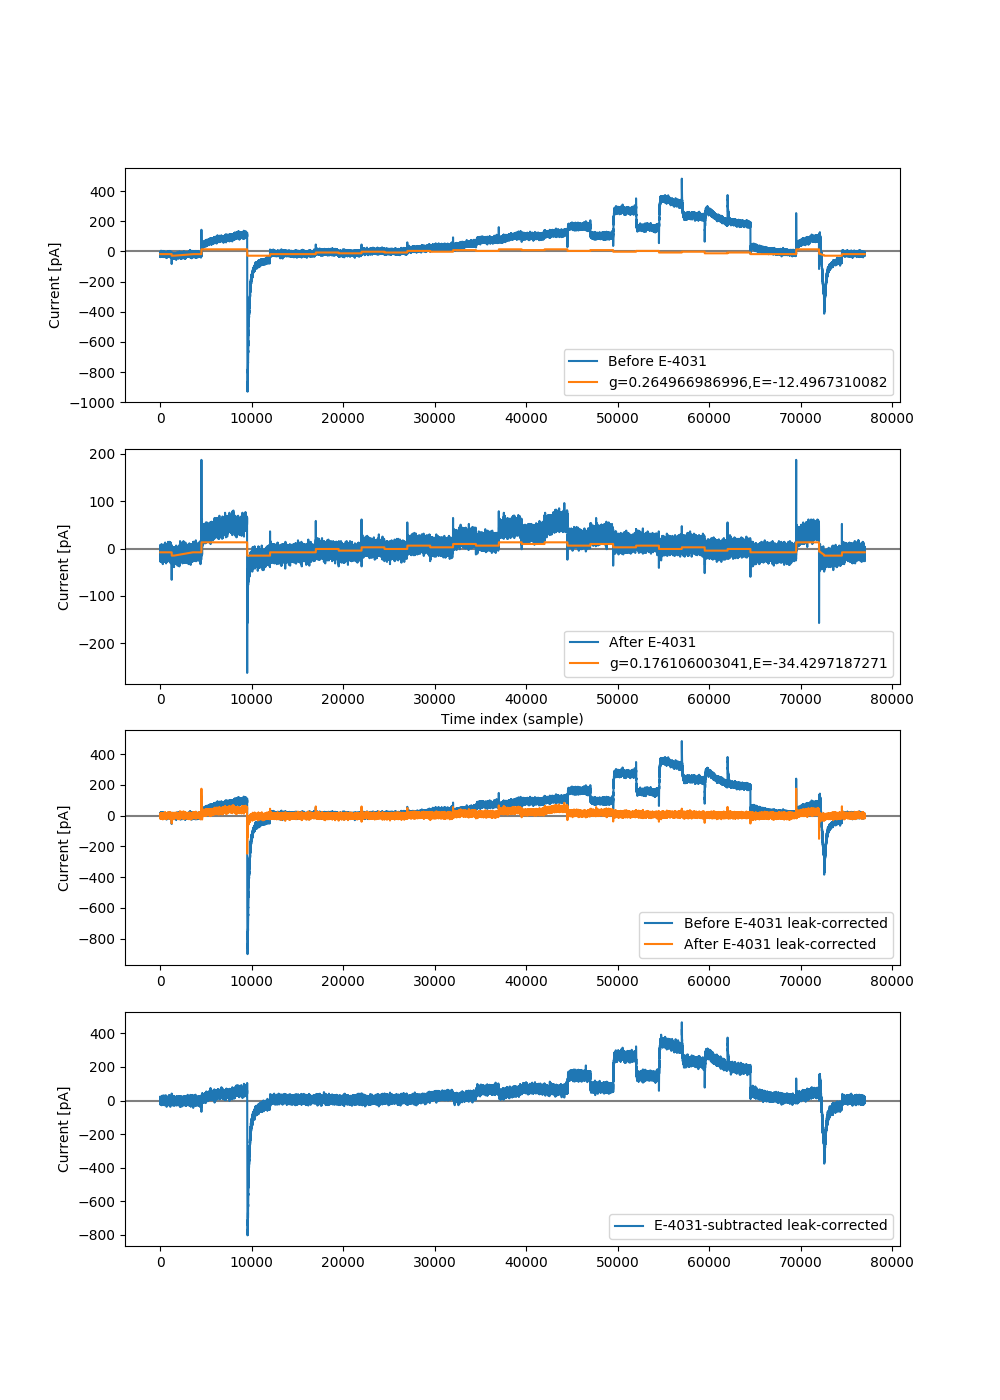 400
200
0
−200
−400
−600
−800
−1000
Current [pA]
Before E-4031
g=0.264966986996,E=-12.4967310082
0 10000 20000 30000 40000 50000 60000 70000 80000
200
100
0
−100
−200
Current [pA]
After E-4031
g=0.176106003041,E=-34.4297187271
0 10000 20000 30000 40000 50000 60000 70000 80000
Time index (sample)
400
200
0
−200
−400
−600
−800
Current [pA]
Before E-4031 leak-corrected
After E-4031 leak-corrected
0 10000 20000 30000 40000 50000 60000 70000 80000
400
200
0
−200
−400
−600
−800
Current [pA]
E-4031-subtracted leak-corrected
0 10000 20000 30000 40000 50000 60000 70000 80000